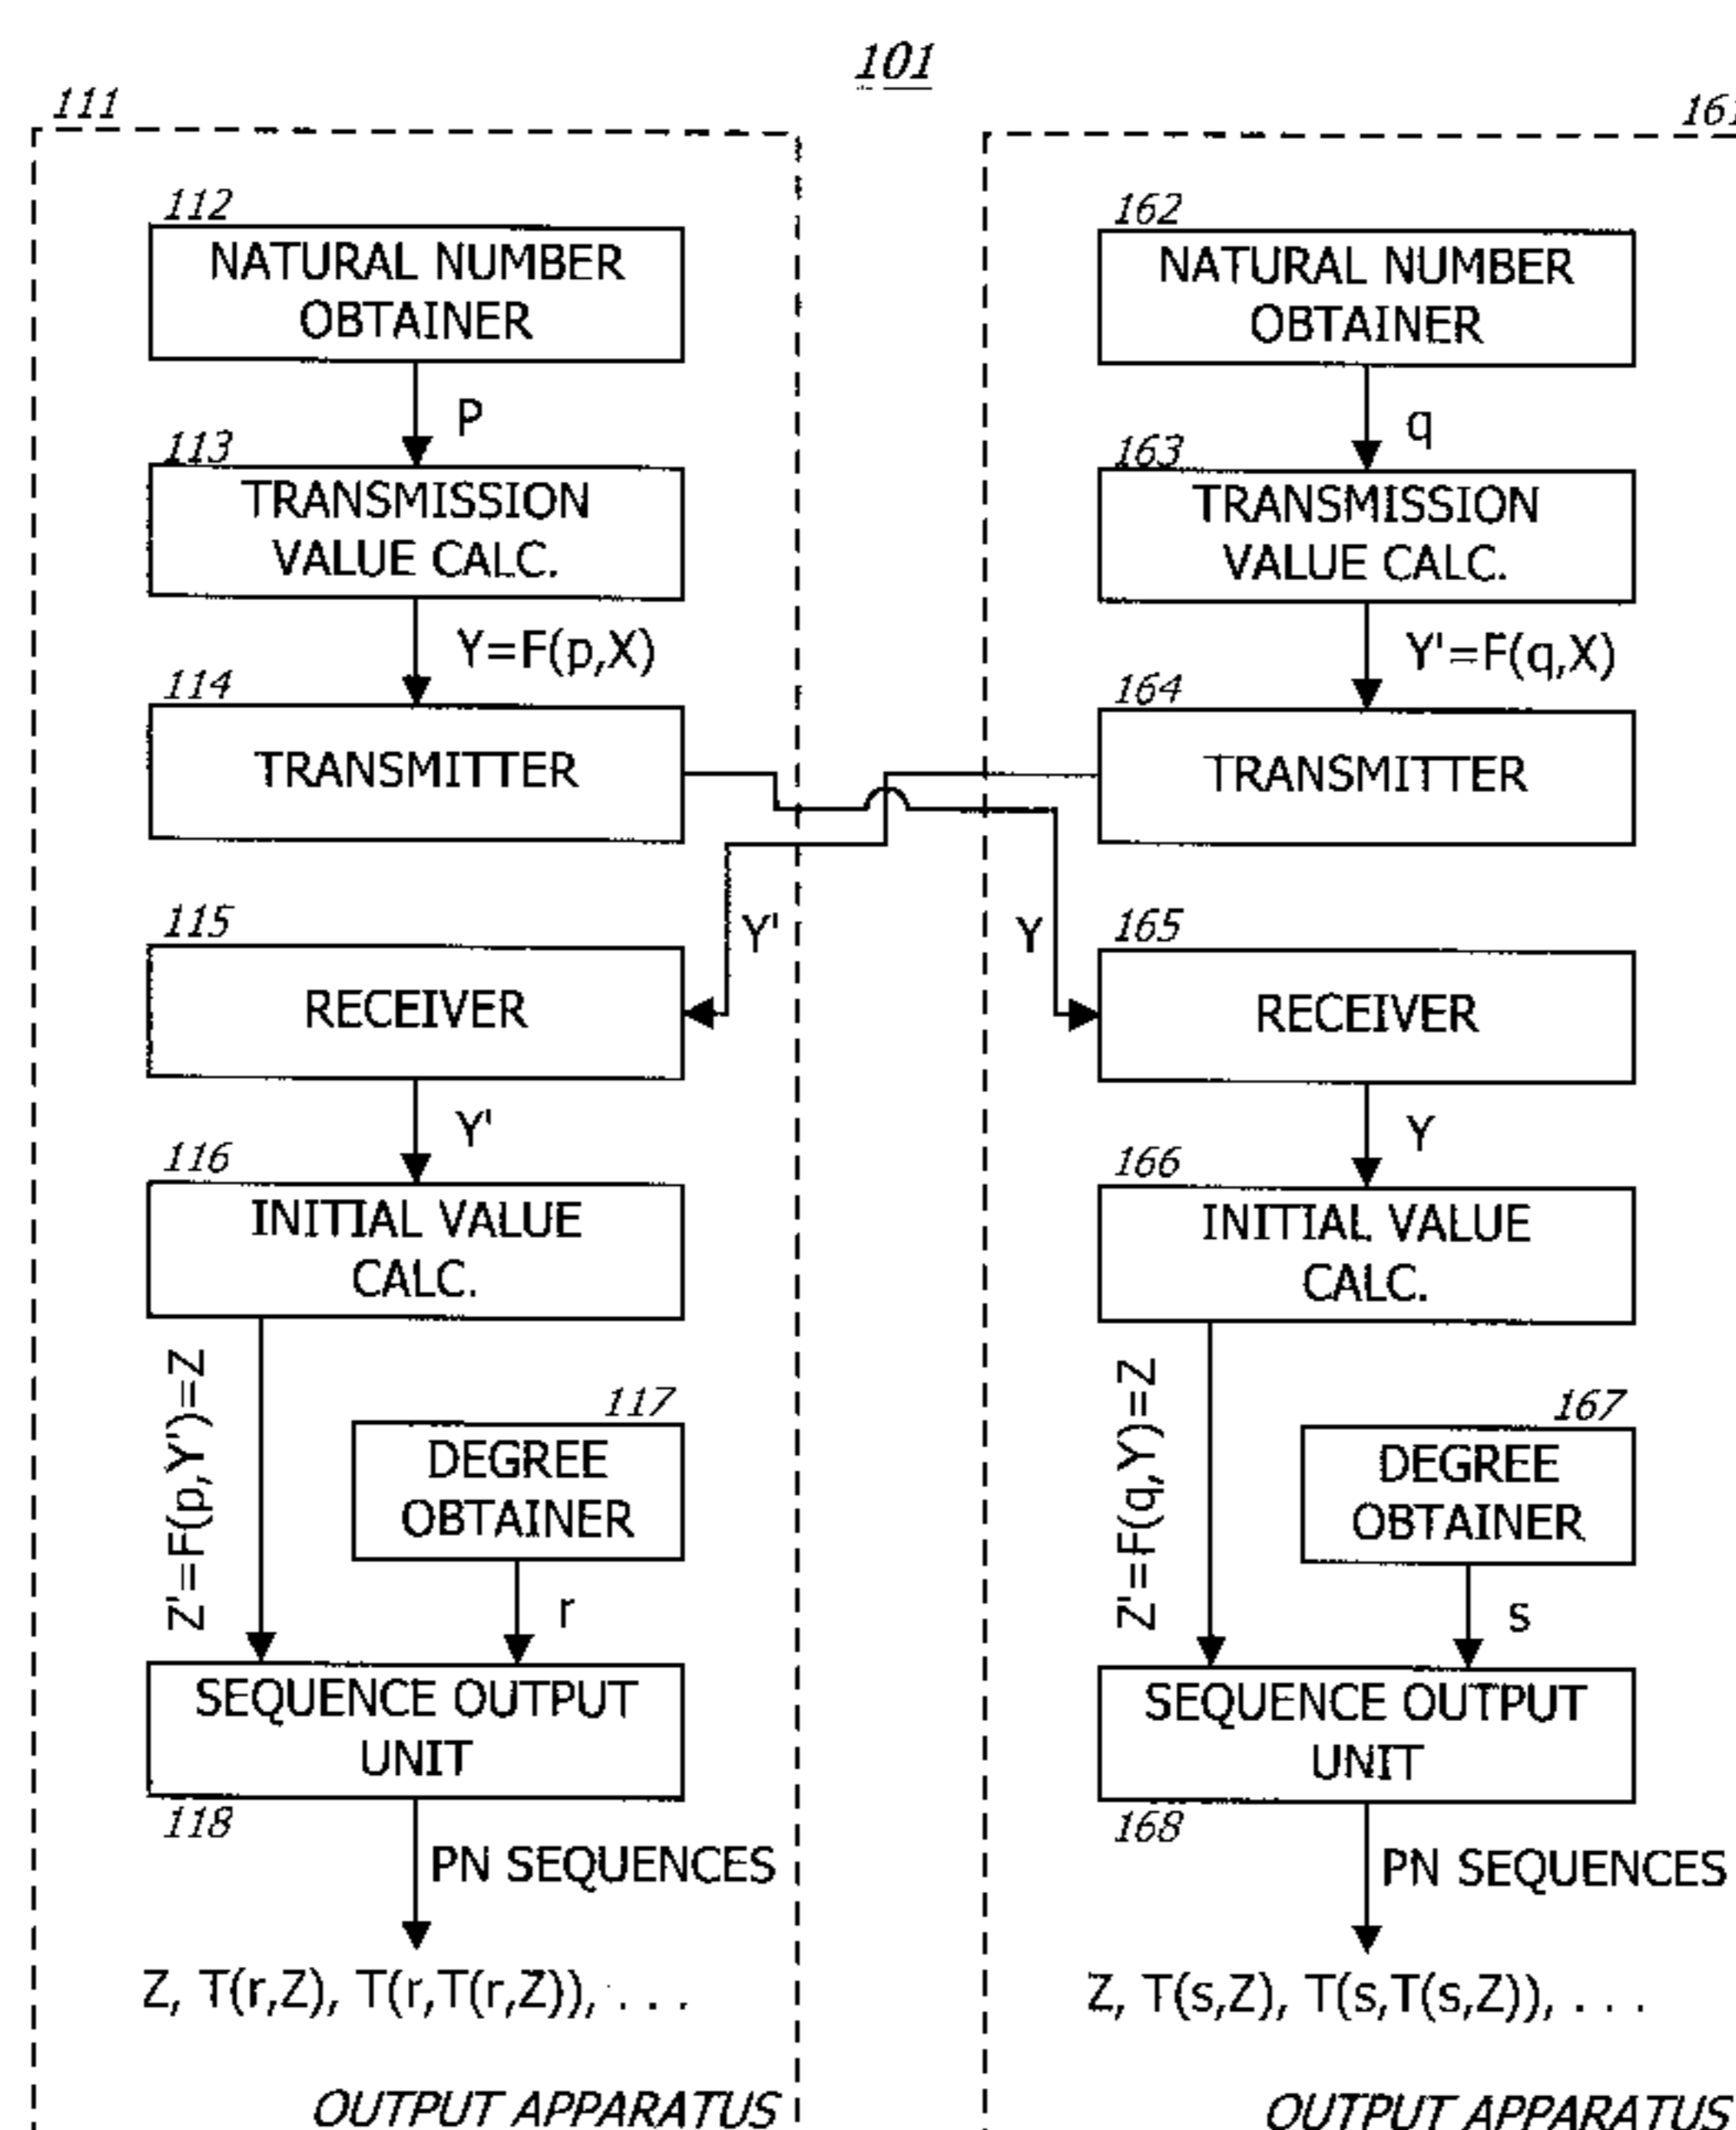 101
111
112
NATURAL NUMBER
OBTAINER
P
113
TRANSMISSION
VALUE CALC.
Y=F(p,X)
114
TRANSMITTER
Y'
115
RECEIVER
Y'
116
INITIAL VALUE
CALC.
Z'=F(p,Y')=Z
117
DEGREE
OBTAINER
r
SEQUENCE OUTPUT
UNIT
118
PN SEQUENCES
Z, T(r,Z), T(r,T(r,Z)), . . .
OUTPUT APPARATUS
161
162
NATURAL NUMBER
OBTAINER
q
163
TRANSMISSION
VALUE CALC.
Y'=F(q,X)
164
TRANSMITTER
Y
165
RECEIVER
Y
166
INITIAL VALUE
CALC.
Z'=F(q,Y)=Z
167
DEGREE
OBTAINER
s
SEQUENCE OUTPUT
UNIT
168
PN SEQUENCES
Z, T(s,Z), T(s,T(s,Z)), . . .
OUTPUT APPARATUS